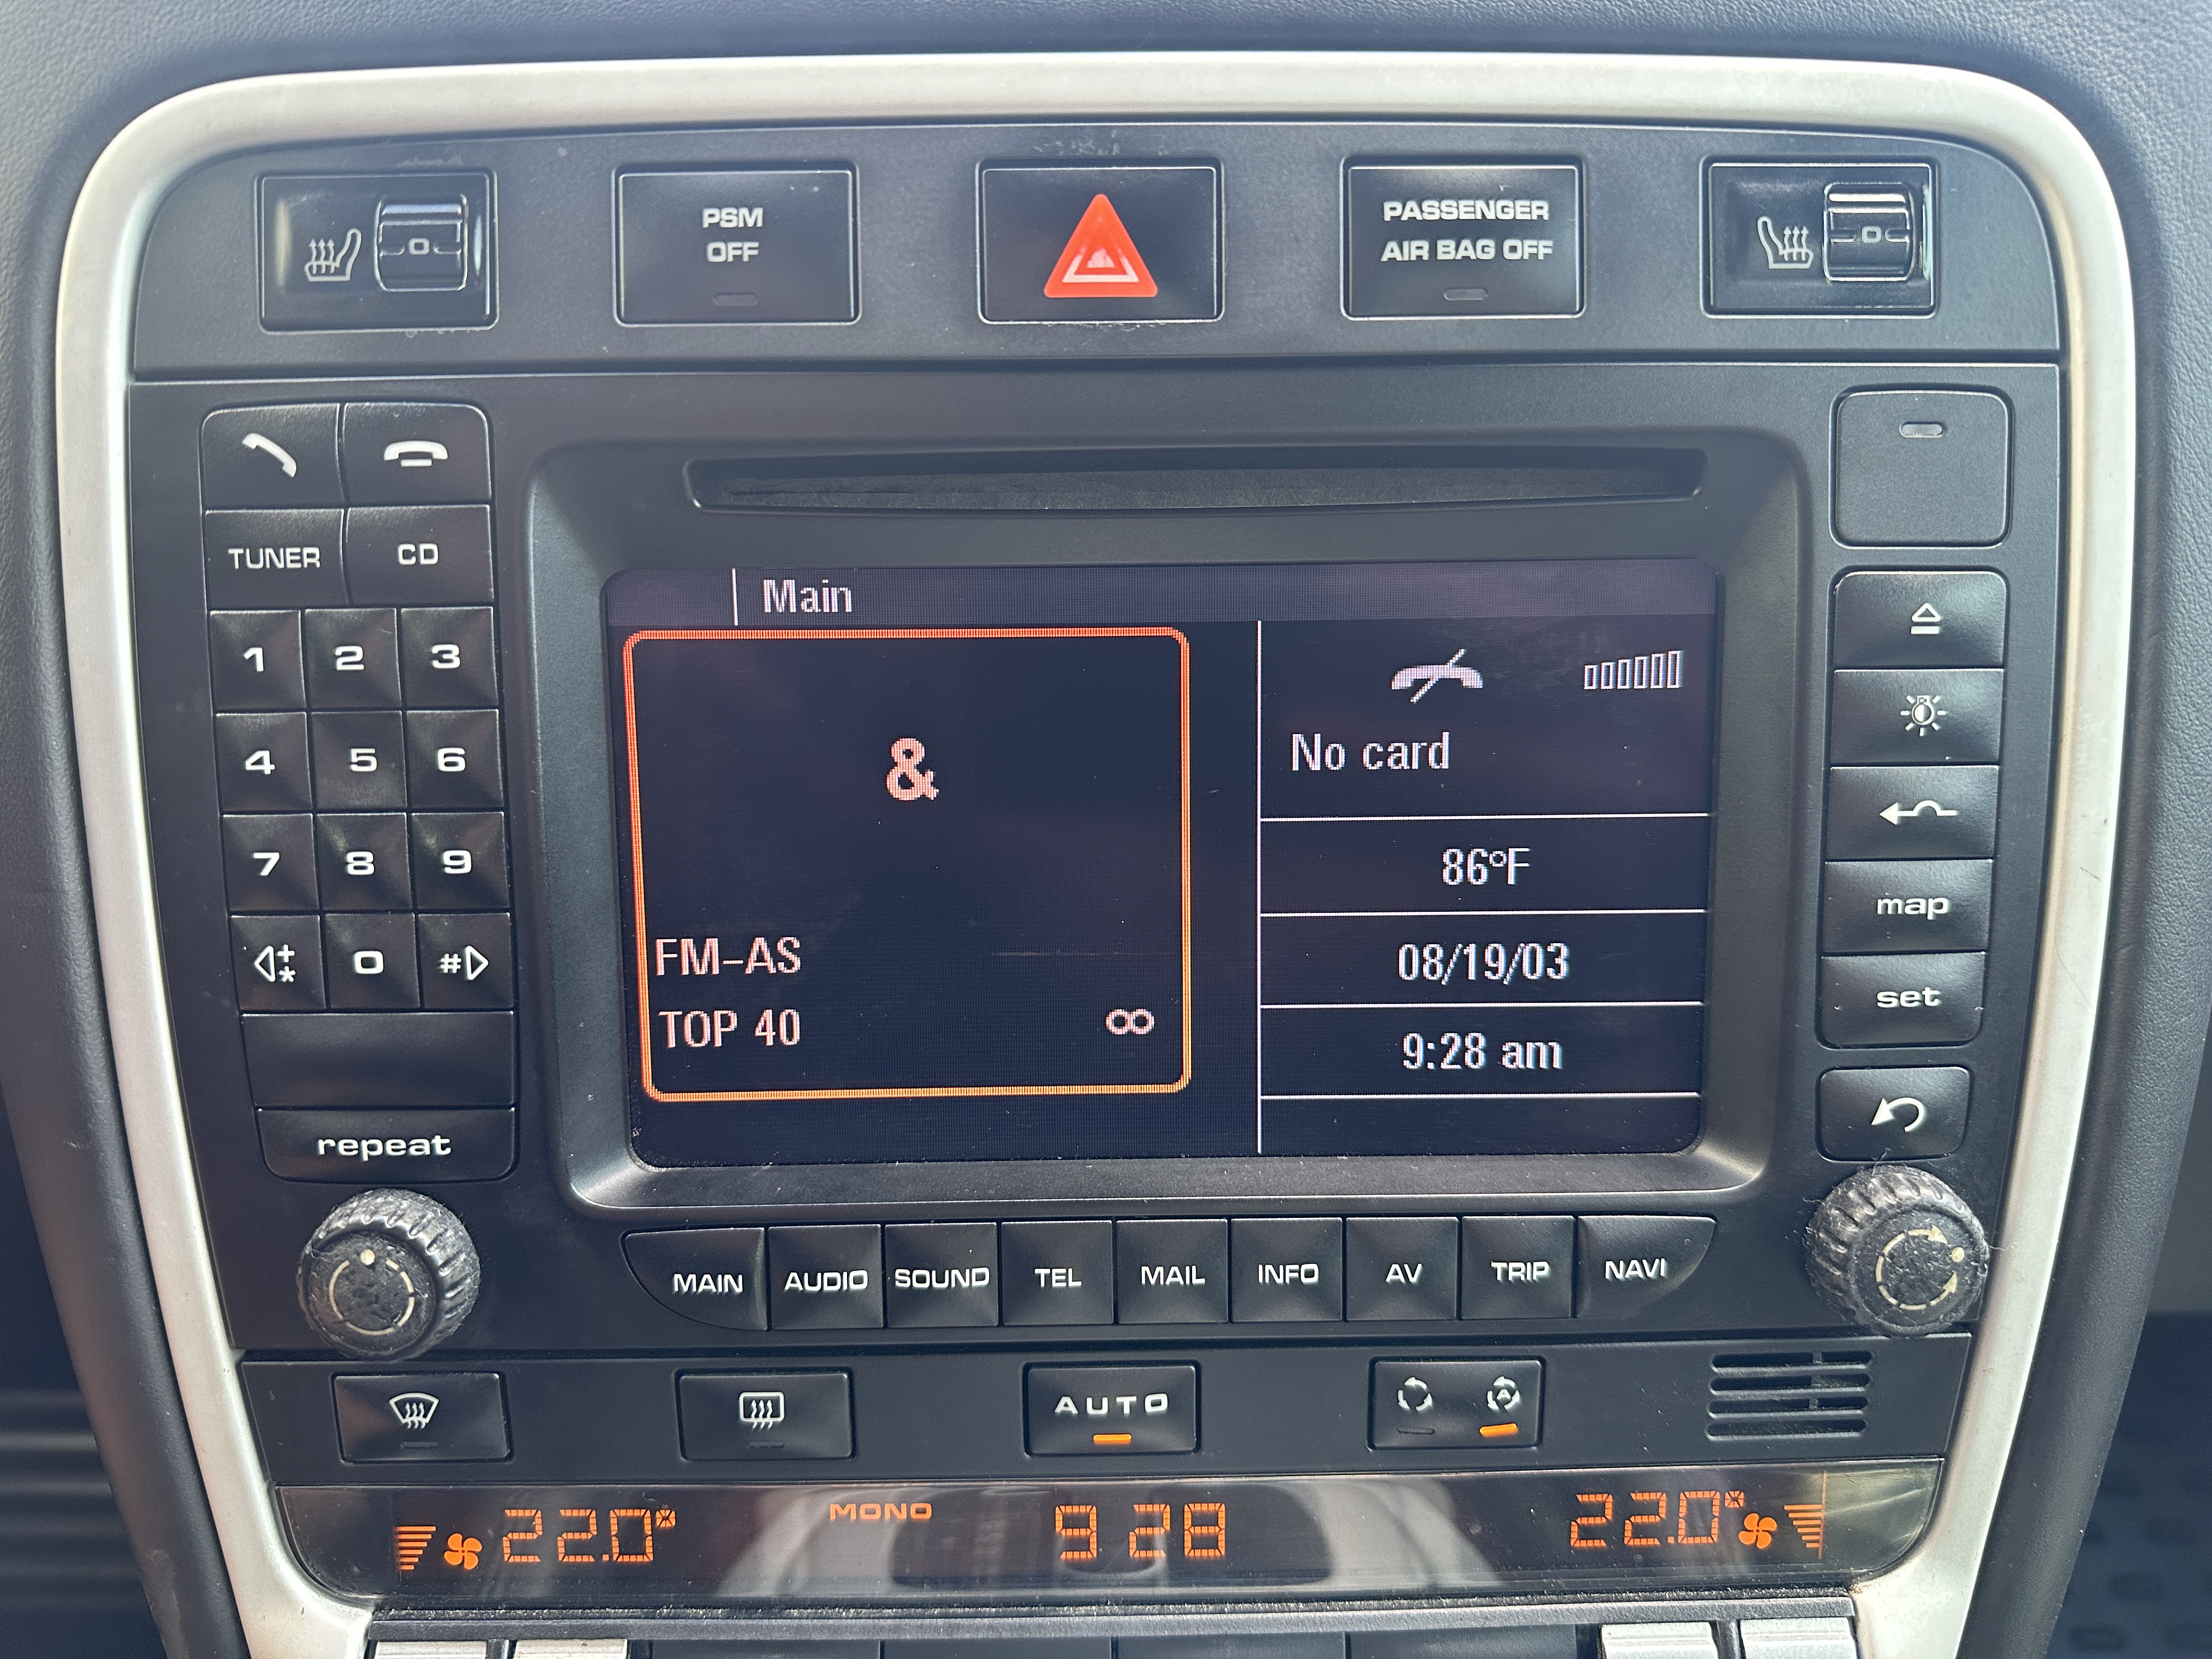 0
PSM
OFF
PASSENGER
AIR BAG OFF
0
TUNER
CD
1 2 3
4 5 6
7 8 9
+
* 0 #
repeat
Main
&
FM-AS
TOP 40
∞
No card
86°F
08/19/03
9:28 am
map
set
MAIN
AUDIO
SOUND
TEL
MAIL
INFO
AV
TRIP
NAVI
AUTO
A
22.0°
MONO
9 28
22.0°